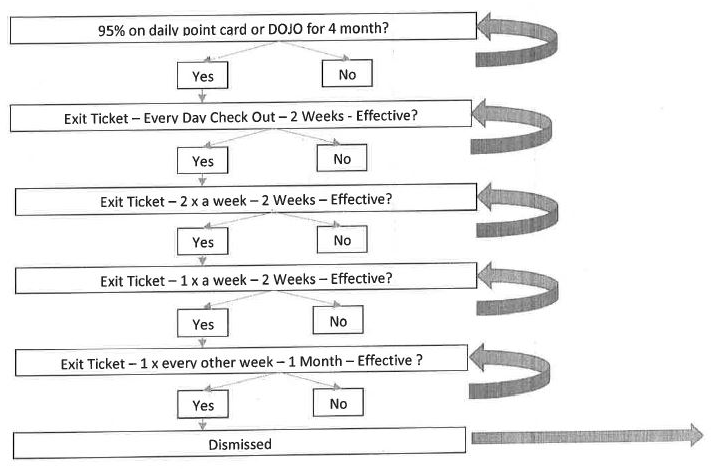 95% on daily point card or DOJO for 4 month?
Yes
No
Exit Ticket – Every Day Check Out – 2 Weeks - Effective?
Yes
No
Exit Ticket – 2 x a week – 2 Weeks – Effective?
Yes
No
Exit Ticket – 1 x a week – 2 Weeks – Effective?
Yes
No
Exit Ticket – 1 x every other week – 1 Month – Effective ?
Yes
No
Dismissed